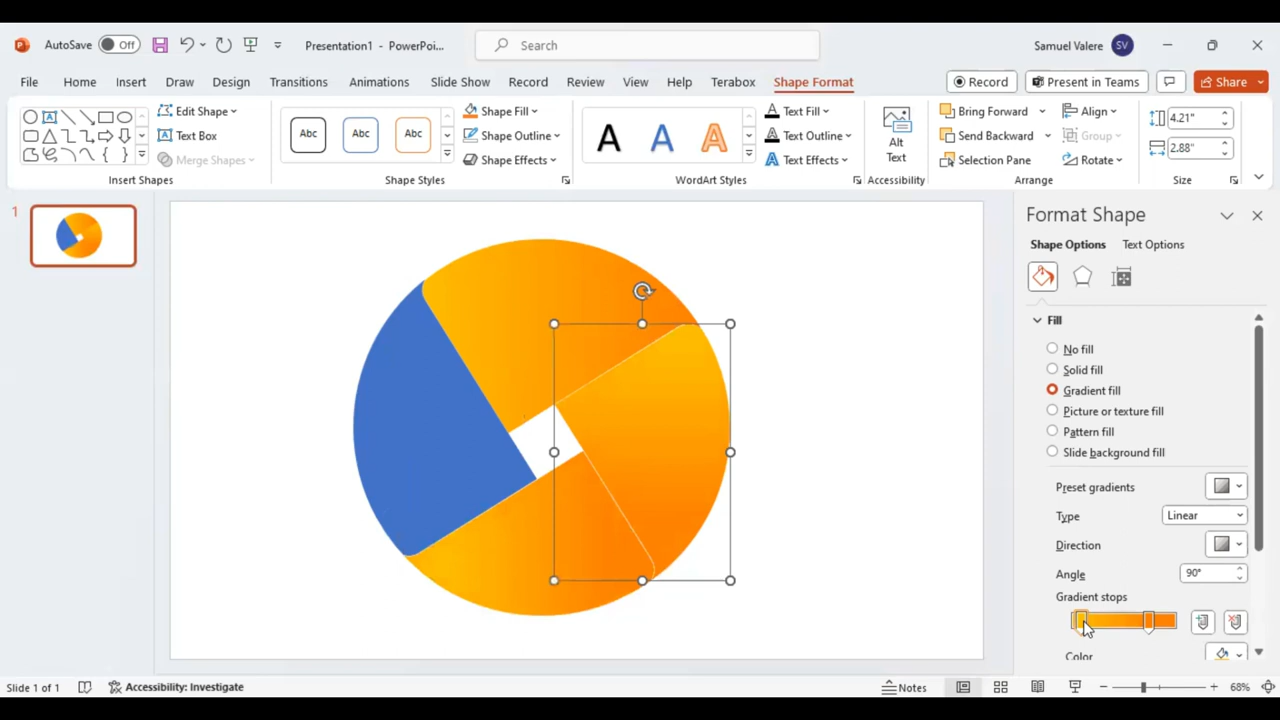 AutoSave Off Presentation1 - PowerPoi... Search Samuel Valere SV
File Home Insert Draw Design Transitions Animations Slide Show Record Review View Help Terabox Shape Format Record Present in Teams Share
Edit Shape Abc Abc Abc Shape Fill A A A Text Fill Alt Text Bring Forward Align 4.21"
Text Box Shape Outline Text Outline Send Backward Group
Merge Shapes Shape Effects Text Effects Selection Pane Rotate 2.88"
Insert Shapes Shape Styles WordArt Styles Accessibility Arrange Size
1
Format Shape
Shape Options Text Options
Fill
No fill
Solid fill
Gradient fill
Picture or texture fill
Pattern fill
Slide background fill
Preset gradients
Type Linear
Direction
Angle 90°
Gradient stops
Color
Slide 1 of 1 Accessibility: Investigate Notes 68%